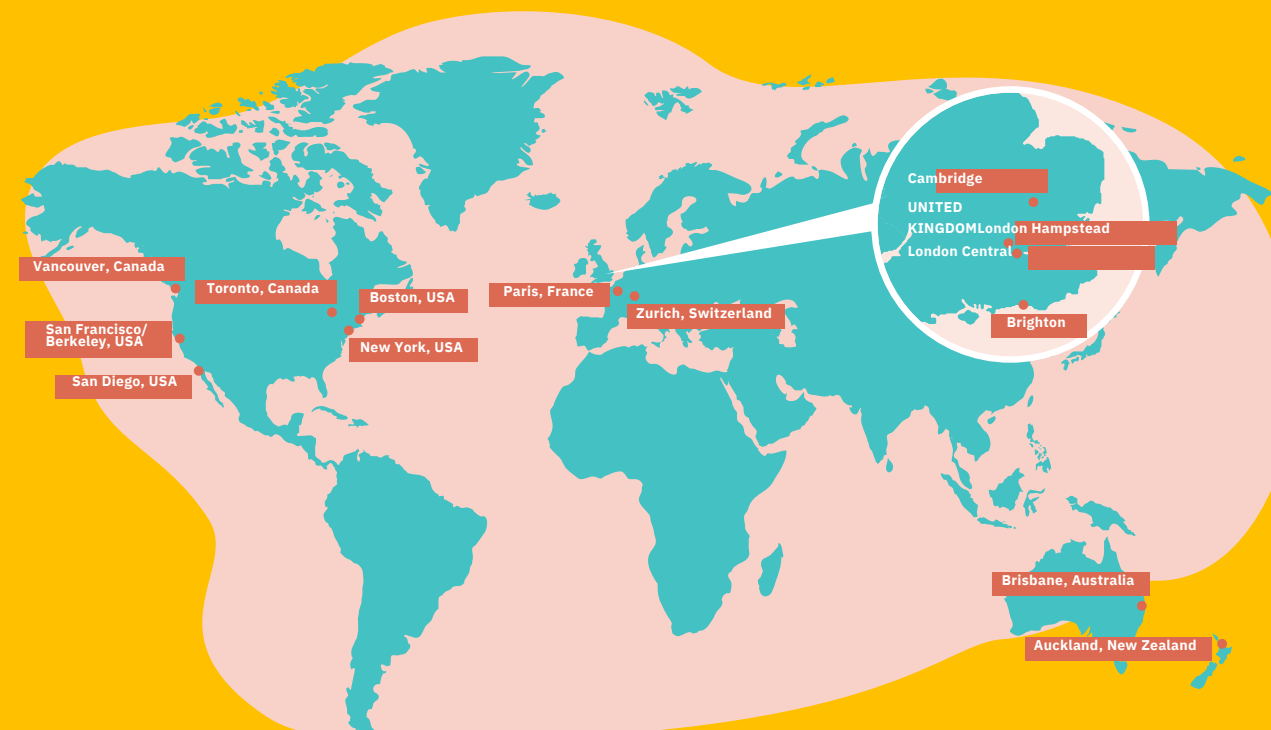 Cambridge
UNITED
KINGDOMLondon Hampstead
London Central
Vancouver, Canada
Toronto, Canada
Boston, USA
Paris, France
Zurich, Switzerland
Brighton
San Francisco/
Berkeley, USA
New York, USA
San Diego, USA
Brisbane, Australia
Auckland, New Zealand